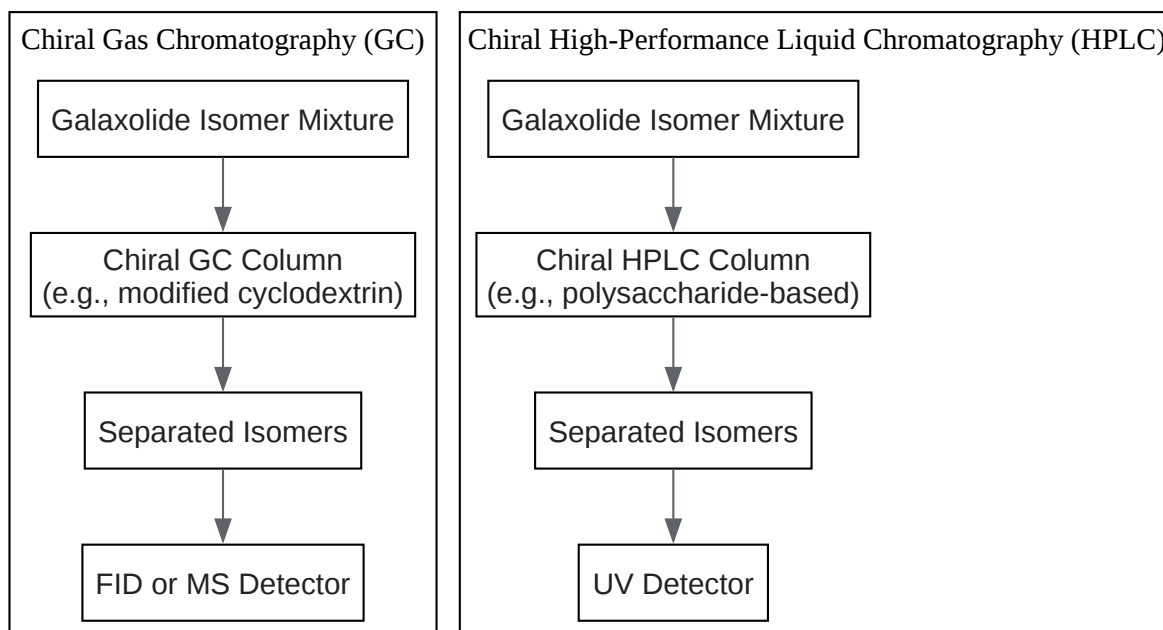 Chiral Gas Chromatography (GC)
Galaxolide Isomer Mixture
Chiral GC Column
(e.g., modified cyclodextrin)
Separated Isomers
FID or MS Detector
Chiral High-Performance Liquid Chromatography (HPLC)
Galaxolide Isomer Mixture
Chiral HPLC Column
(e.g., polysaccharide-based)
Separated Isomers
UV Detector